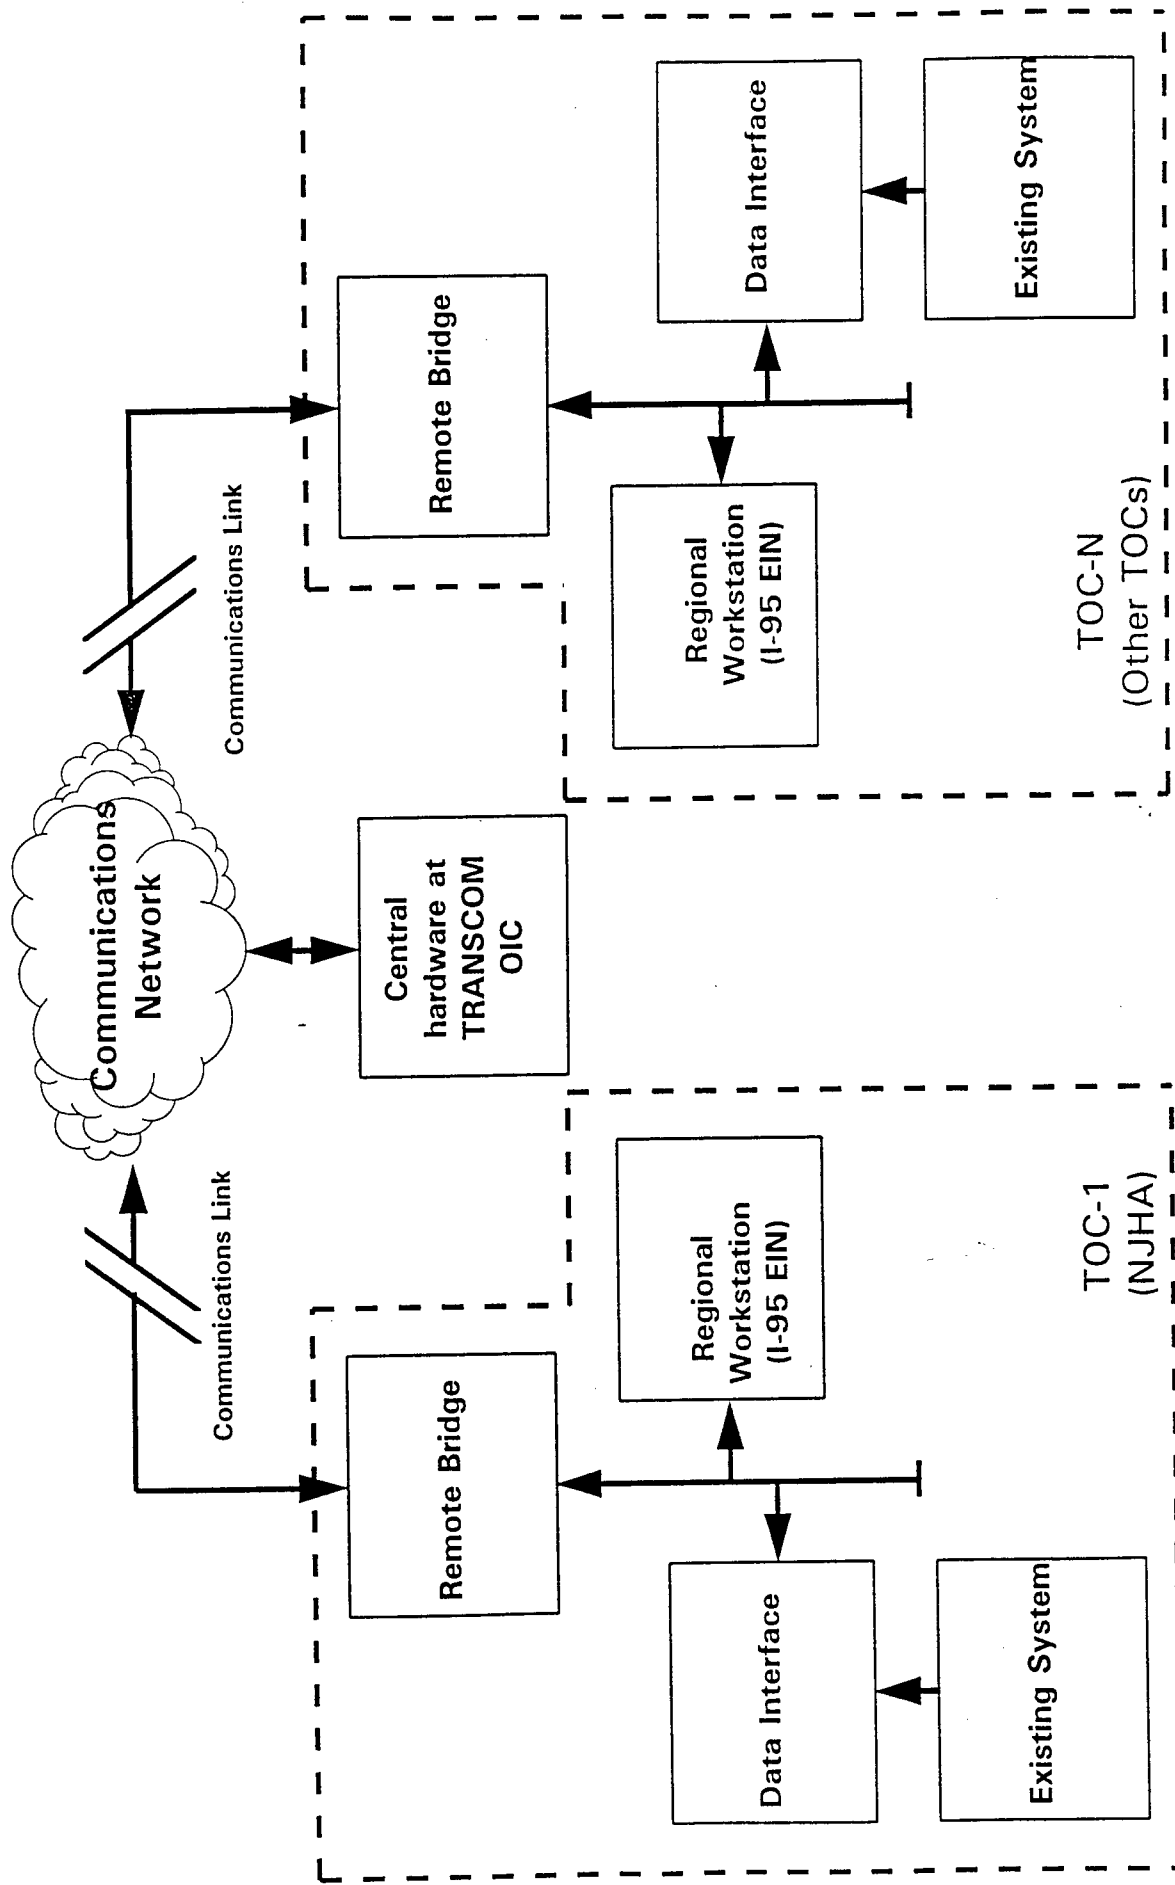 Communications
Network
Communications Link
Communications Link
Remote Bridge
Central
hardware at
TRANSCOM
OIC
Remote Bridge
Data Interface
Regional
Workstation
(I-95 EIN)
Regional
Workstation
(I-95 EIN)
Data Interface
Existing System
TOC-1
(NJHA)
TOC-N
(Other TOCs)
Existing System